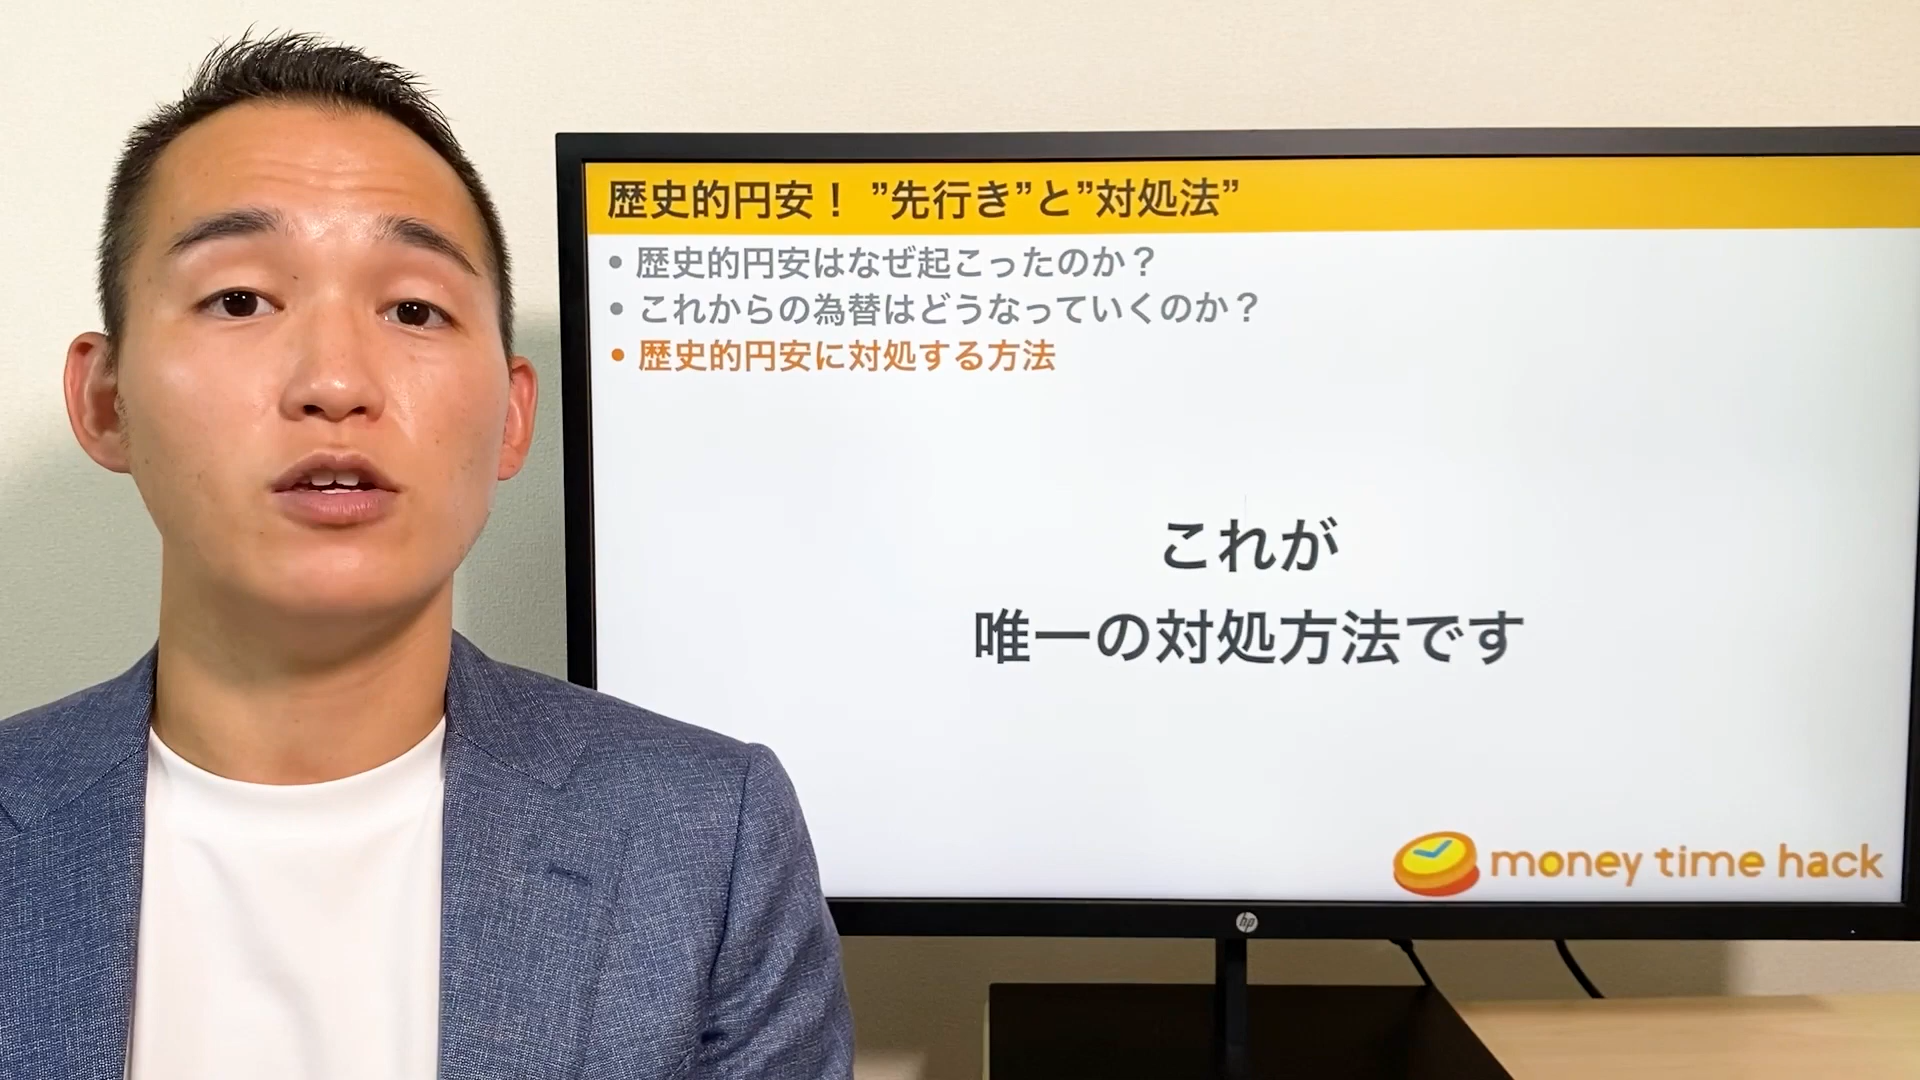 歴史的円安！ ”先行き”と”対処法”
• 歴史的円安はなぜ起こったのか？
• これからの為替はどうなっていくのか？
• 歴史的円安に対処する方法
これが
唯一の対処方法です
money time hack
hp